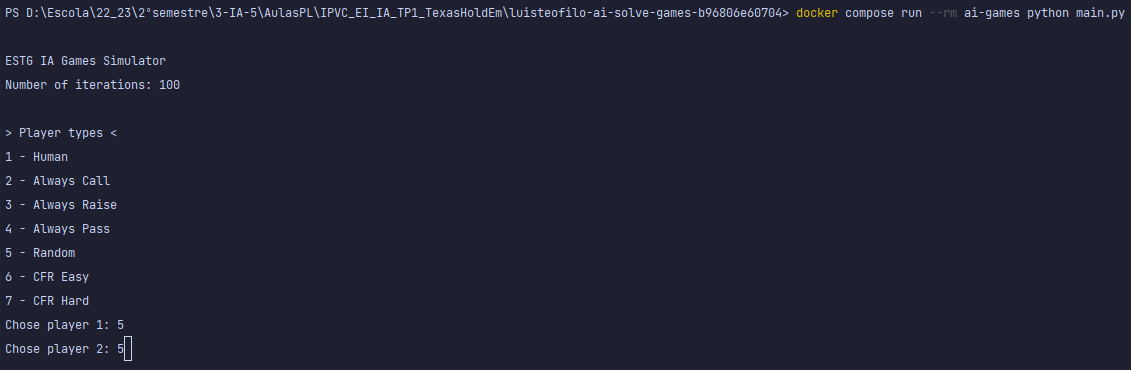 PS D:\Escola\22_23\2ºsemestre\3-IA-5\AulasPL\IPVC_EI_IA_TP1_TexasHoldEm\luisteofilo-ai-solve-games-b96806e60704> docker compose run --rm ai-games python main.py
ESTG IA Games Simulator
Number of iterations: 100
> Player types <
1 - Human
2 - Always Call
3 - Always Raise
4 - Always Pass
5 - Random
6 - CFR Easy
7 - CFR Hard
Chose player 1: 5
Chose player 2: 5